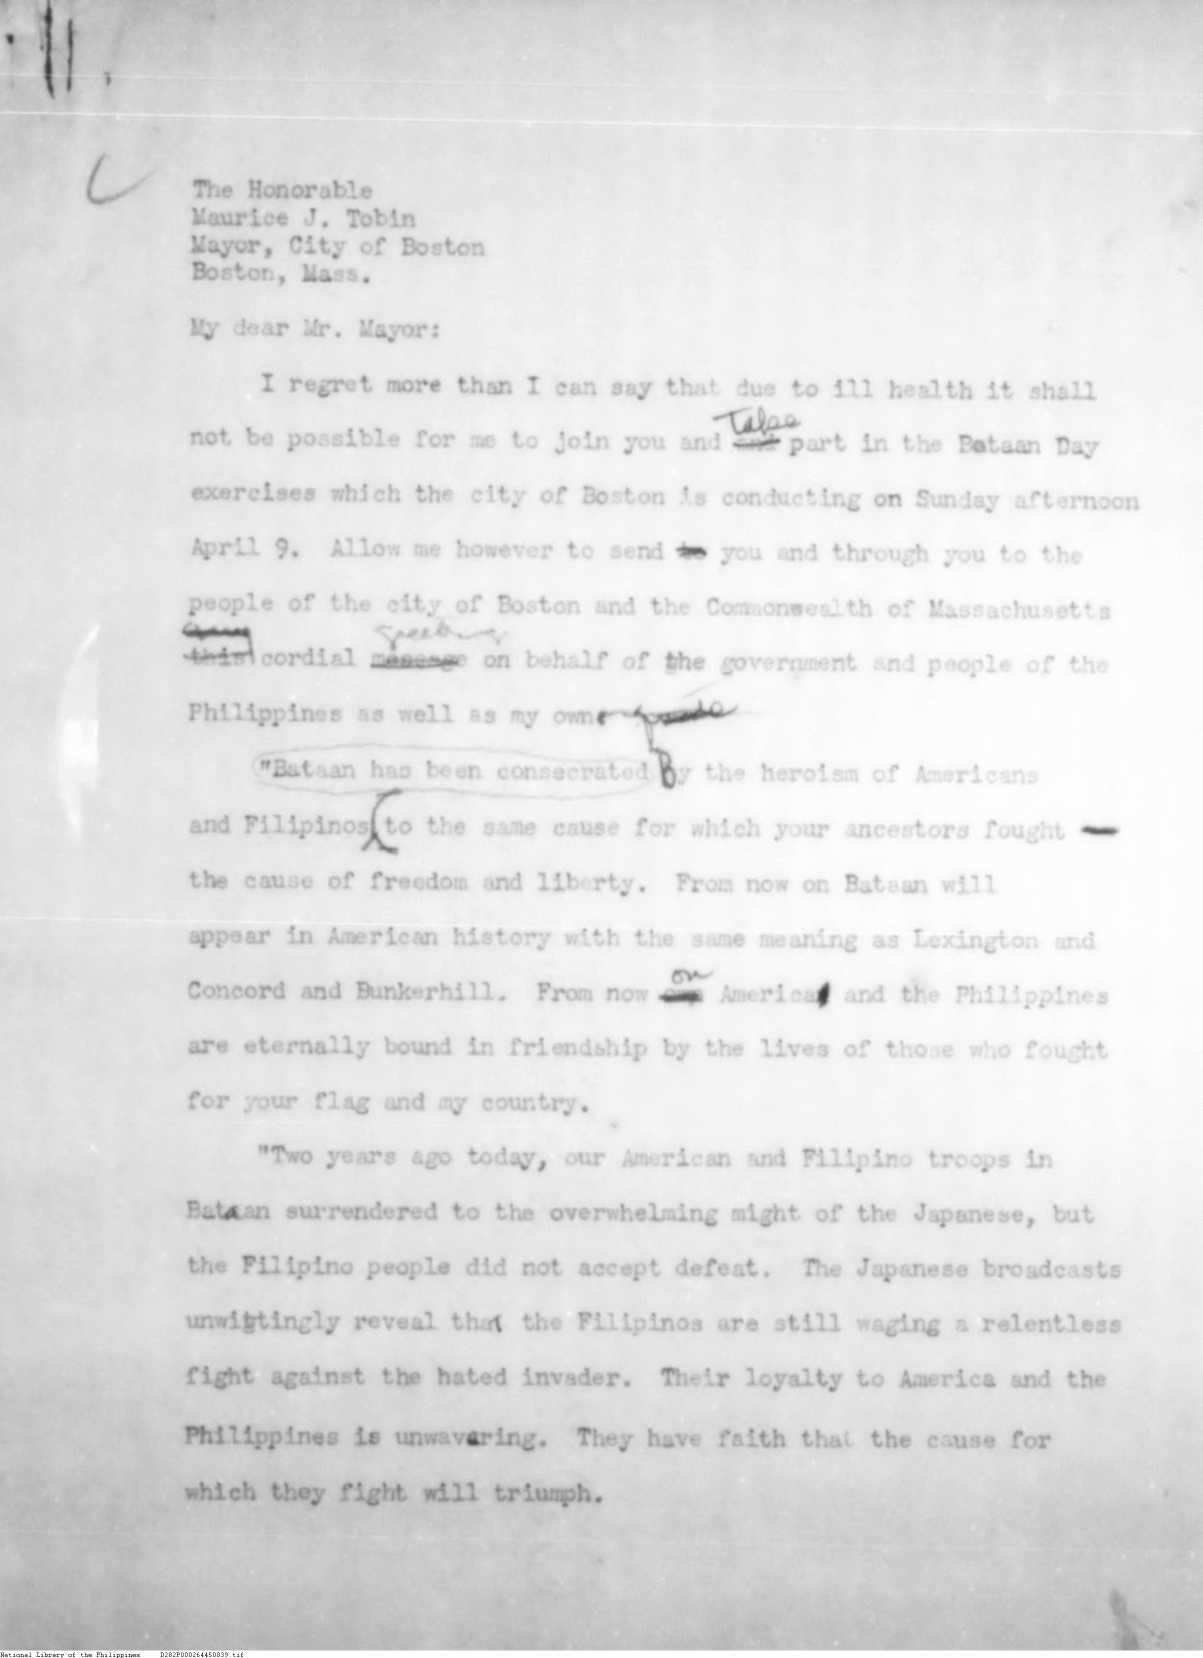 The Honorable
Maurice J. Tobin
Mayor, City of Boston
Boston, Mass.
My dear Mr. Mayor:
I regret more than I can say that due to ill health it shall
take
not be possible for me to join you and and part in the Bataan Day
exercises which the city of Boston is conducting on Sunday afternoon
April 9. Allow me however to send to you and through you to the
people of the city of Boston and the Commonwealth of Massachusetts
greetings
this cordial message on behalf of the government and people of the
Philippines as well as my own
"Bataan has been consecrated By the heroism of Americans
and Filipinos to the same cause for which your ancestors fought —
the cause of freedom and liberty. From now on Bataan will
appear in American history with the same meaning as Lexington and
on
Concord and Bunkerhill. From now America and the Philippines
are eternally bound in friendship by the lives of those who fought
for your flag and my country.
"Two years ago today, our American and Filipino troops in
Bataan surrendered to the overwhelming might of the Japanese, but
the Filipino people did not accept defeat. The Japanese broadcasts
unwittingly reveal that the Filipinos are still waging a relentless
fight against the hated invader. Their loyalty to America and the
Philippines is unwavering. They have faith that the cause for
which they fight will triumph.
National Library of the Philippines D282P000264450839.tif